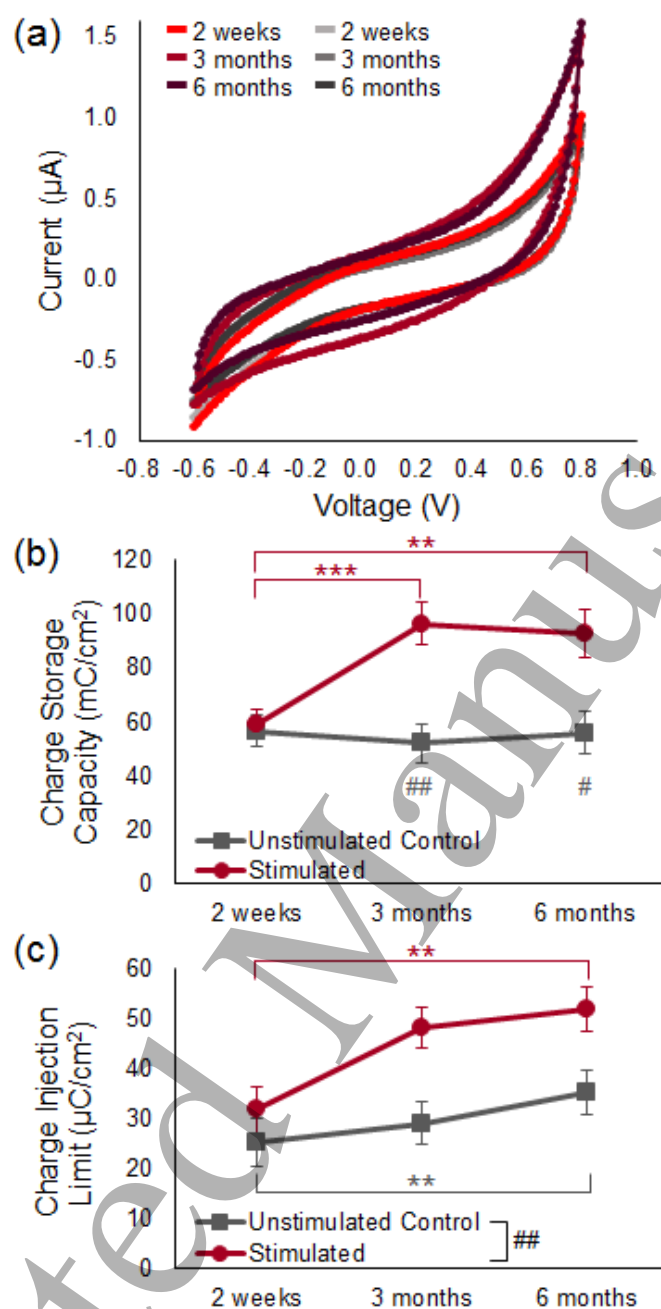 (a)
2 weeks 2 weeks
3 months 3 months
6 months 6 months
1.5
1.0
0.5
0.0
-0.5
-1.0
Current (µA)
-0.8 -0.6 -0.4 -0.2 0.0 0.2 0.4 0.6 0.8 1.0
Voltage (V)
(b)
120
100
80
60
40
20
0
Charge Storage
Capacity (mC/cm²)
**
***
## #
Unstimulated Control
Stimulated
2 weeks 3 months 6 months
(c)
60
50
40
30
20
10
0
Charge Injection
Limit (µC/cm²)
**
**
Unstimulated Control
Stimulated
##
2 weeks 3 months 6 months
ted Manus